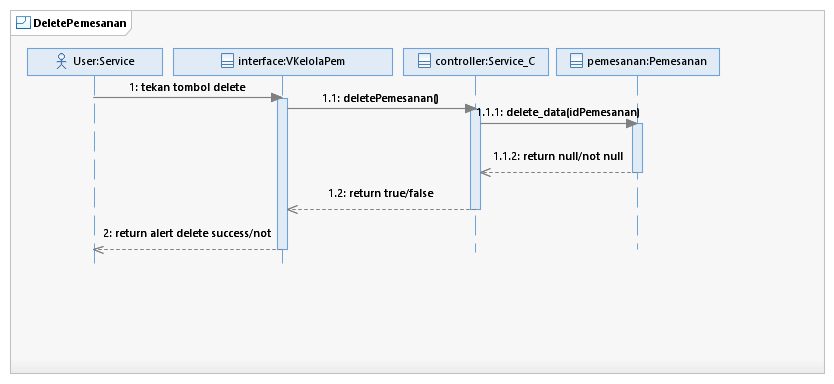 DeletePemesanan
User:Service
interface:VKelolaPem
controller:Service_C
pemesanan:Pemesanan
1: tekan tombol delete
1.1: deletePemesanan()
1.1.1: delete_data(idPemesanan)
1.1.2: return null/not null
1.2: return true/false
2: return alert delete success/not